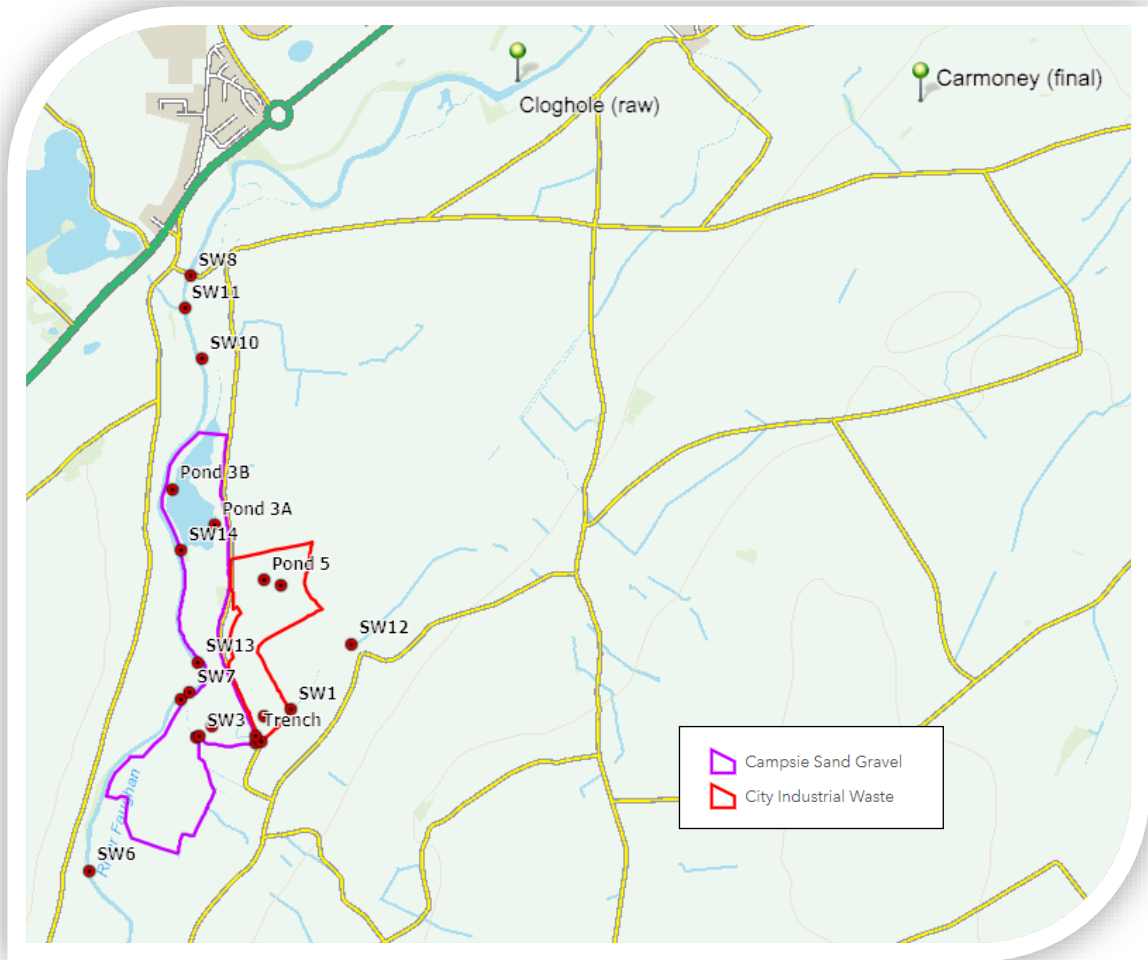 Cloghole (raw)
Carmoney (final)
SW8
SW11
SW10
Pond 3B
Pond 3A
SW14
Pond 5
SW12
SW13
SW7
SW1
SW3
Trench
Campsie Sand Gravel
City Industrial Waste
River Faughan
SW6